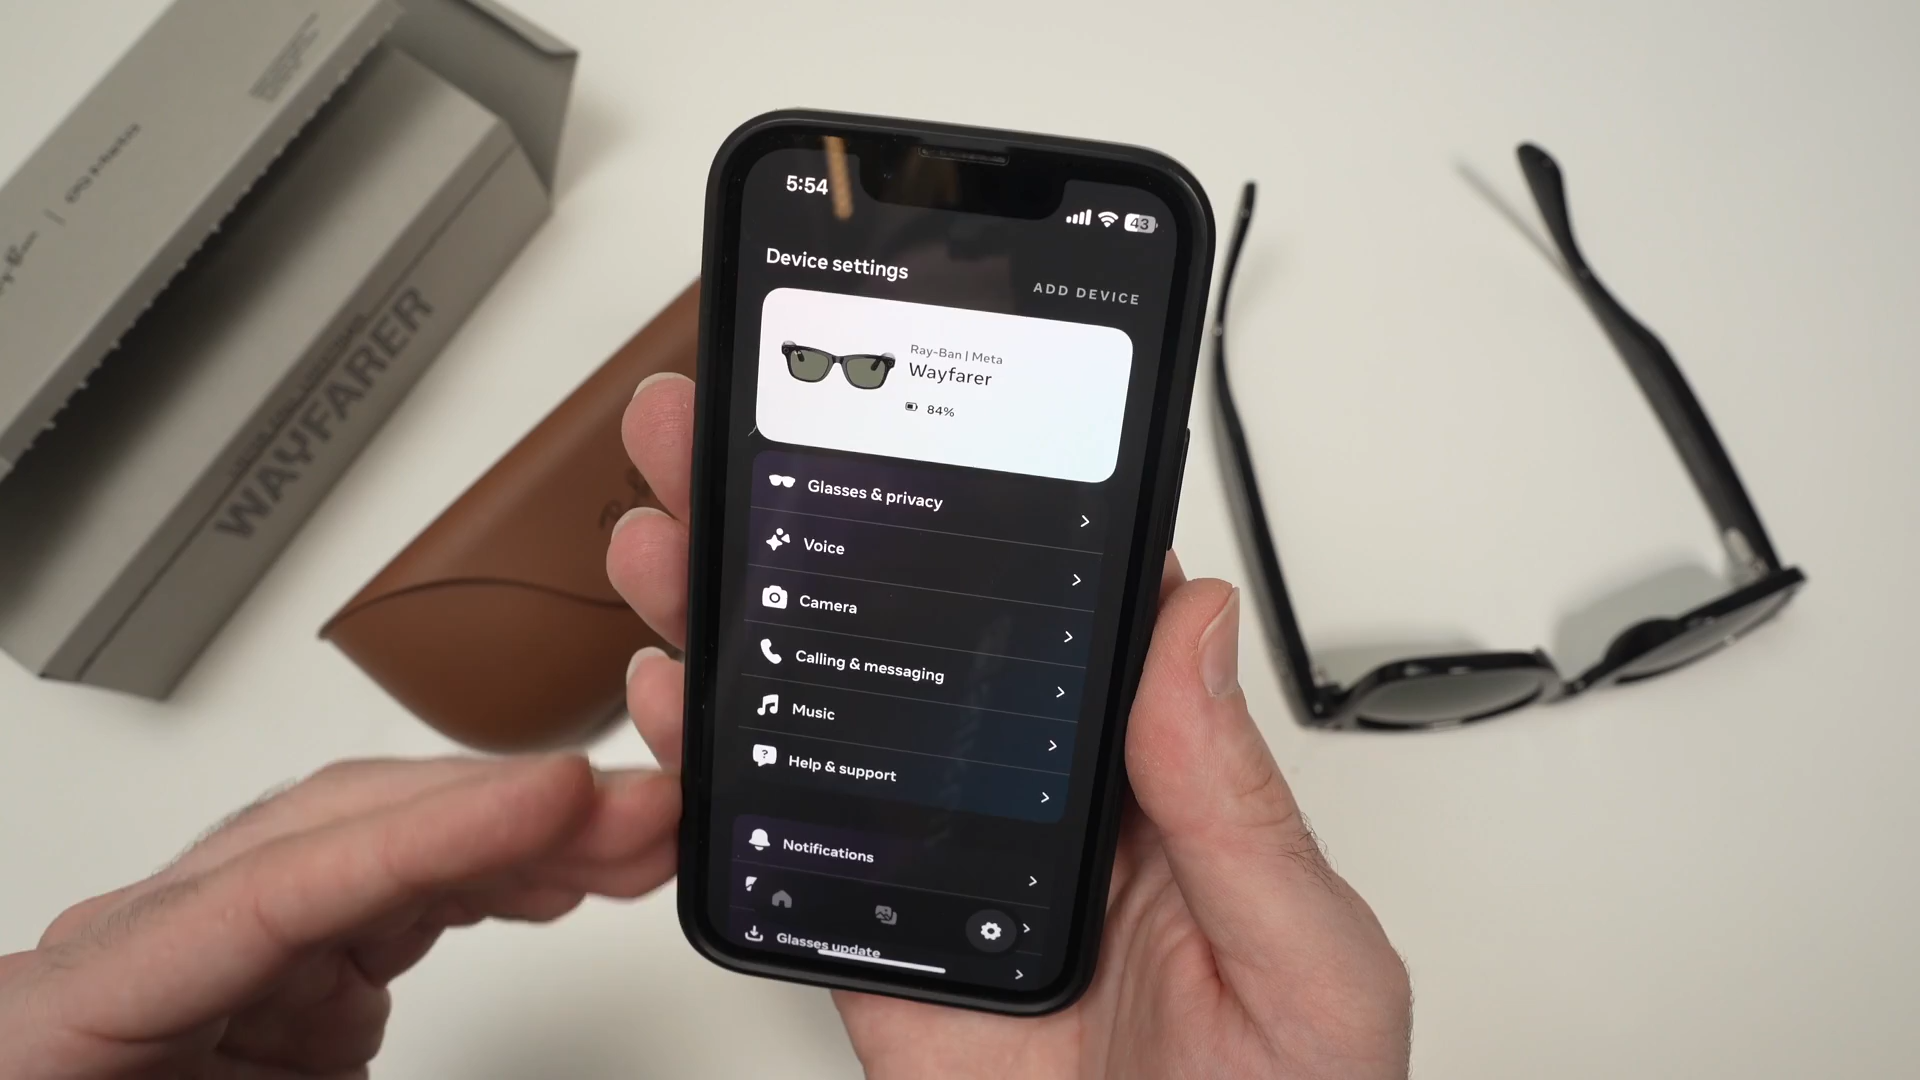 WAYFARER
5:54
43
Device settings
ADD DEVICE
Ray-Ban | Meta
Wayfarer
84%
Glasses & privacy
Voice
Camera
Calling & messaging
Music
Help & support
Notifications
Glasses update